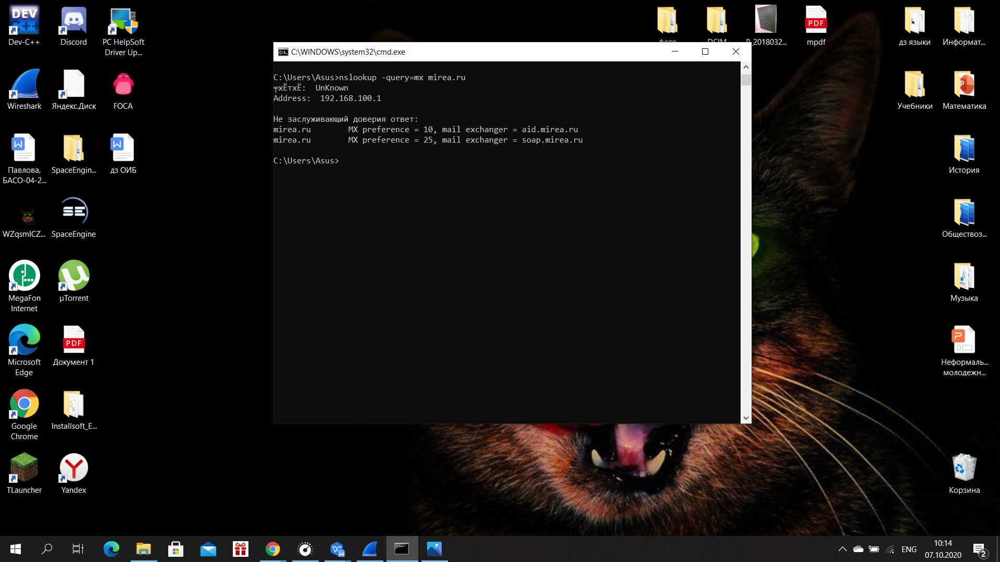 DEV
C++
Dev-C++
Discord
PC HelpSoft
Driver Up...
Wireshark
Яндекс.Диск
FOCA
W
W
Павлова,
БАСО-04-2...
SpaceEngin...
дз ОИБ
SE
WZqsmICZ...
SpaceEngine
MegaFon
Internet
µTorrent
PDF
Microsoft
Edge
Документ 1
Google
Chrome
Installsoft_E...
TLauncher
Yandex
C:\WINDOWS\system32\cmd.exe
C:\Users\Asus>nslookup -query=mx mirea.ru
╤хЁтхЁ:  UnKnown
Address:  192.168.100.1
Не заслуживающий доверия ответ:
mirea.ru        MX preference = 10, mail exchanger = aid.mirea.ru
mirea.ru        MX preference = 25, mail exchanger = soap.mirea.ru
C:\Users\Asus>
фото
DCIM
P_2018032...
PDF
mpdf
дз языки
Информат...
Учебники
P
Математика
История
Обществоз...
Музыка
P
Неформаль...
молодежн...
Корзина
ENG
10:14
07.10.2020
2